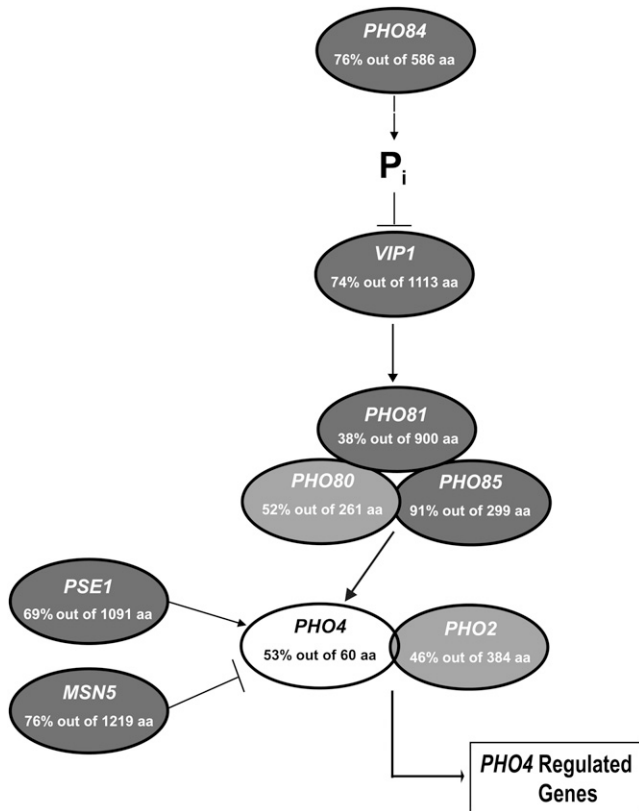 PHO84
76% out of 586 aa
Pi
VIP1
74% out of 1113 aa
PHO81
38% out of 900 aa
PHO80
52% out of 261 aa
PHO85
91% out of 299 aa
PSE1
69% out of 1091 aa
PHO4
53% out of 60 aa
PHO2
46% out of 384 aa
MSN5
76% out of 1219 aa
PHO4 Regulated
Genes